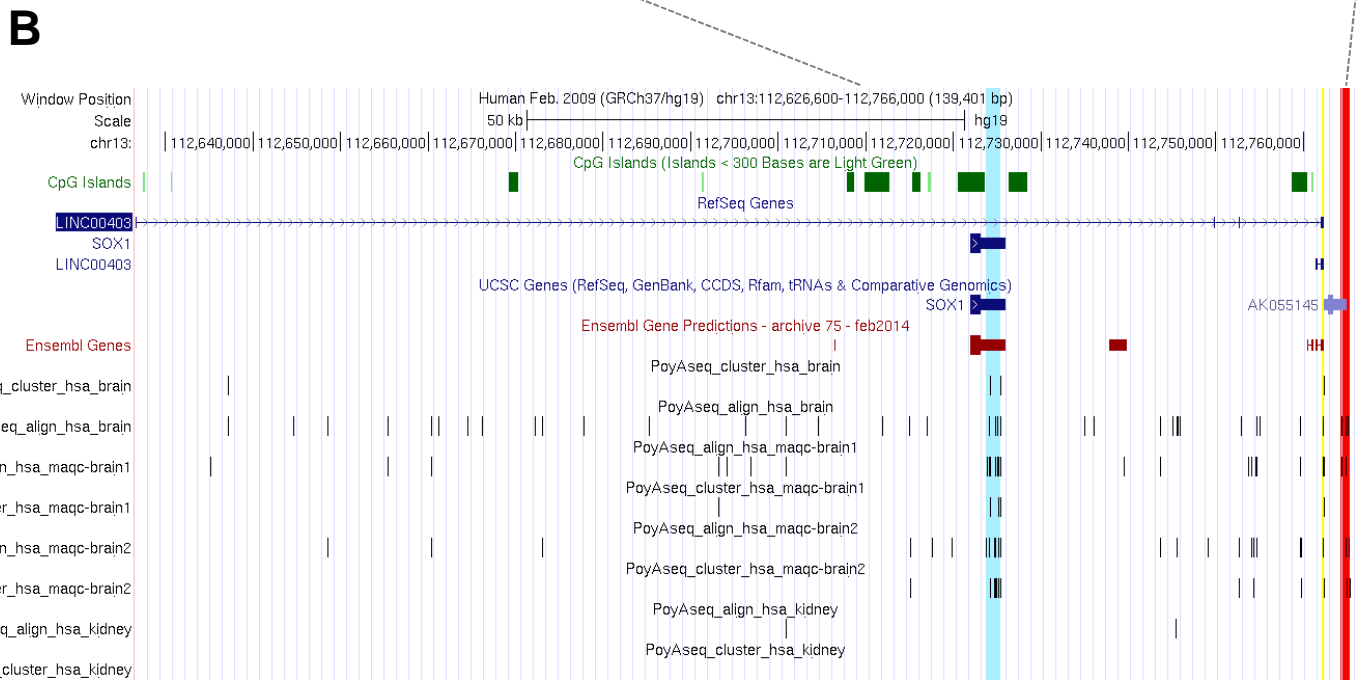 B
Window Position Human Feb. 2009 (GRCh37/hg19) chr13:112,626,600-112,766,000 (139,401 bp)
Scale 50 kb hg19
chr13: 112,640,000 112,650,000 112,660,000 112,670,000 112,680,000 112,690,000 112,700,000 112,710,000 112,720,000 112,730,000 112,740,000 112,750,000 112,760,000
CpG Islands (Islands < 300 Bases are Light Green)
CpG Islands
RefSeq Genes
LINC00403
SOX1
LINC00403
UCSC Genes (RefSeq, GenBank, CCDS, Rfam, tRNAs & Comparative Genomics)
SOX1 AK055145
Ensembl Gene Predictions - archive 75 - feb2014
Ensembl Genes
PoyAseq_cluster_hsa_brain
q_cluster_hsa_brain
PoyAseq_align_hsa_brain
eq_align_hsa_brain
PoyAseq_align_hsa_maqc-brain1
n_hsa_maqc-brain1
PoyAseq_cluster_hsa_maqc-brain1
er_hsa_maqc-brain1
PoyAseq_align_hsa_maqc-brain2
n_hsa_maqc-brain2
PoyAseq_cluster_hsa_maqc-brain2
er_hsa_maqc-brain2
PoyAseq_align_hsa_kidney
q_align_hsa_kidney
PoyAseq_cluster_hsa_kidney
cluster_hsa_kidney